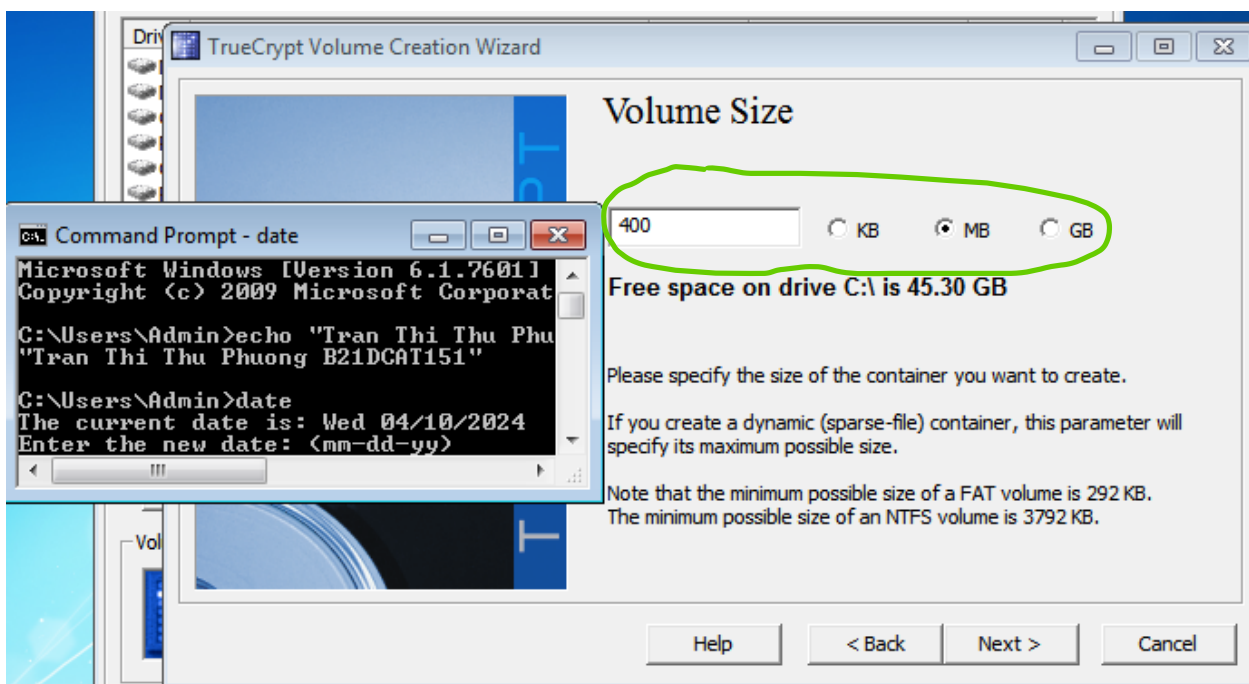 Driv
TrueCrypt Volume Creation Wizard
Volume Size
400
KB
MB
GB
Free space on drive C:\ is 45.30 GB
Please specify the size of the container you want to create.
If you create a dynamic (sparse-file) container, this parameter will
specify its maximum possible size.
Note that the minimum possible size of a FAT volume is 292 KB.
The minimum possible size of an NTFS volume is 3792 KB.
Command Prompt - date
Microsoft Windows [Version 6.1.7601]
Copyright (c) 2009 Microsoft Corporat
C:\Users\Admin>echo "Tran Thi Thu Phu
"Tran Thi Thu Phuong B21DCAT151"
C:\Users\Admin>date
The current date is: Wed 04/10/2024
Enter the new date: (mm-dd-yy)
Vol
Help
< Back
Next >
Cancel